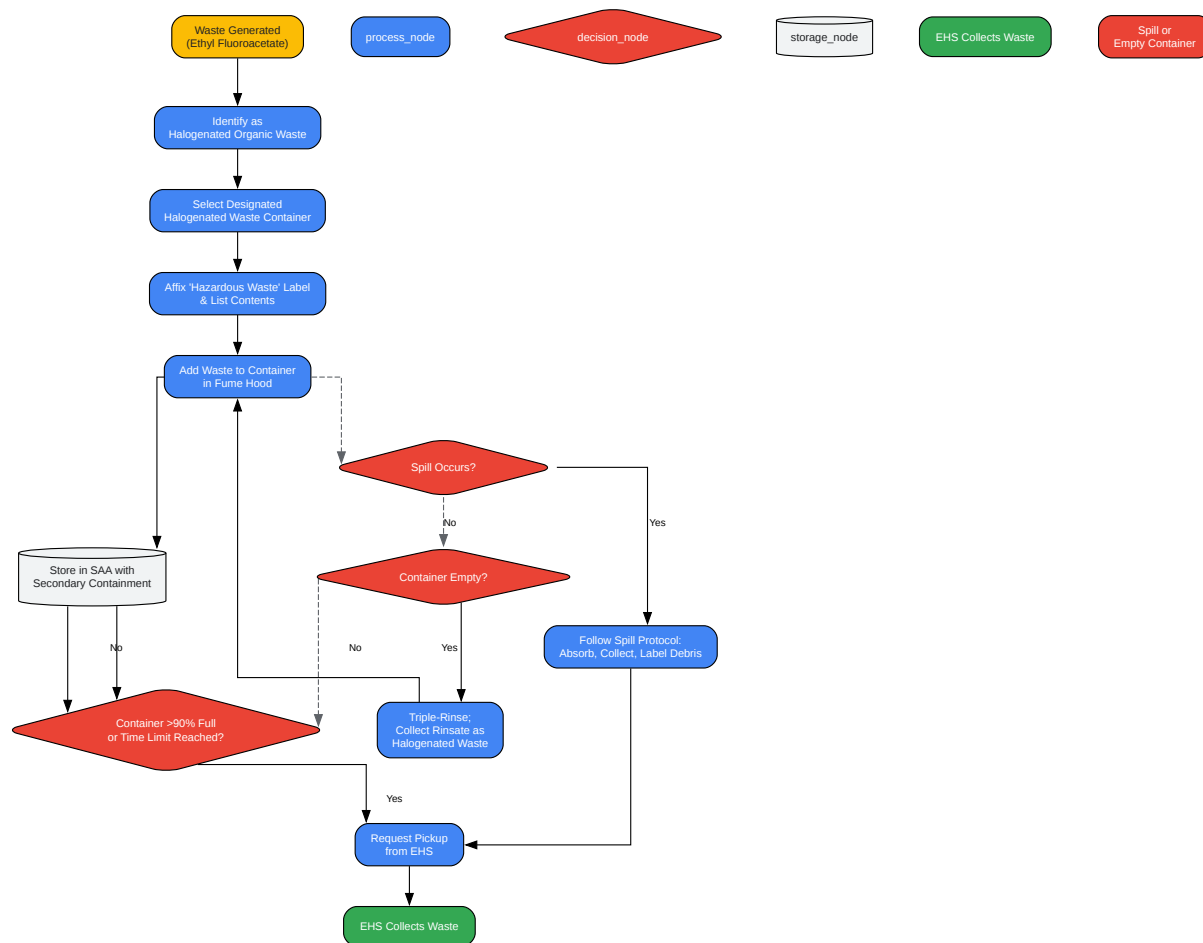 Waste Generated
(Ethyl Fluoroacetate)
process_node
decision_node
storage_node
EHS Collects Waste
Spill or
Empty Container
Identify as
Halogenated Organic Waste
Select Designated
Halogenated Waste Container
Affix 'Hazardous Waste' Label
& List Contents
Add Waste to Container
in Fume Hood
Spill Occurs?
No
Yes
Store in SAA with
Secondary Containment
Container Empty?
No
No
Yes
Follow Spill Protocol:
Absorb, Collect, Label Debris
Container >90% Full
or Time Limit Reached?
Triple-Rinse;
Collect Rinsate as
Halogenated Waste
Yes
Request Pickup
from EHS
EHS Collects Waste